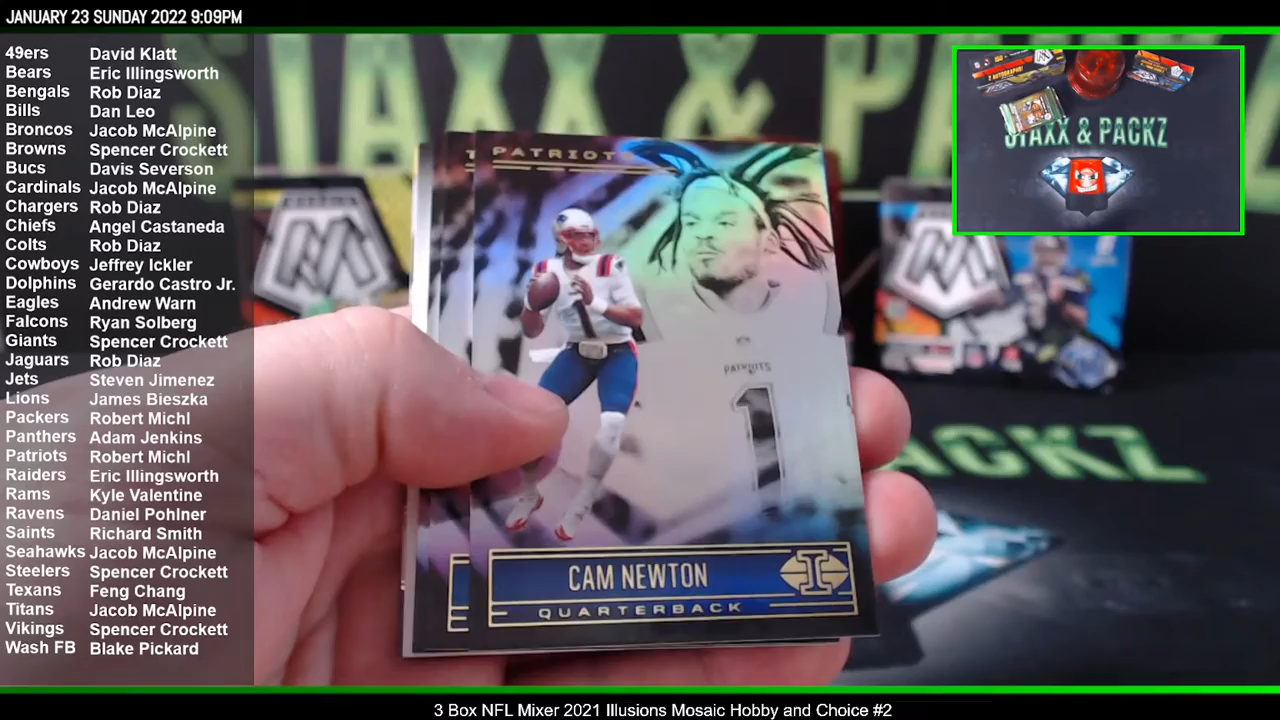 JANUARY 23 SUNDAY 2022 9:09PM
49ers David Klatt
Bears Eric Illingsworth
Bengals Rob Diaz
Bills Dan Leo
Broncos Jacob McAlpine
Browns Spencer Crockett
Bucs Davis Severson
Cardinals Jacob McAlpine
Chargers Rob Diaz
Chiefs Angel Castaneda
Colts Rob Diaz
Cowboys Jeffrey Ickler
Dolphins Gerardo Castro Jr.
Eagles Andrew Warn
Falcons Ryan Solberg
Giants Spencer Crockett
Jaguars Rob Diaz
Jets Steven Jimenez
Lions James Bieszka
Packers Robert Michl
Panthers Adam Jenkins
Patriots Robert Michl
Raiders Eric Illingsworth
Rams Kyle Valentine
Ravens Daniel Pohlner
Saints Richard Smith
Seahawks Jacob McAlpine
Steelers Spencer Crockett
Texans Feng Chang
Titans Jacob McAlpine
Vikings Spencer Crockett
Wash FB Blake Pickard
STAXX & PACKZ
PATRIOTS
PATRIOTS
1
CAM NEWTON
QUARTERBACK
I
2 AUTOGRAPHS!
STAXX & PACKZ
M
M
PACKZ
3 Box NFL Mixer 2021 Illusions Mosaic Hobby and Choice #2